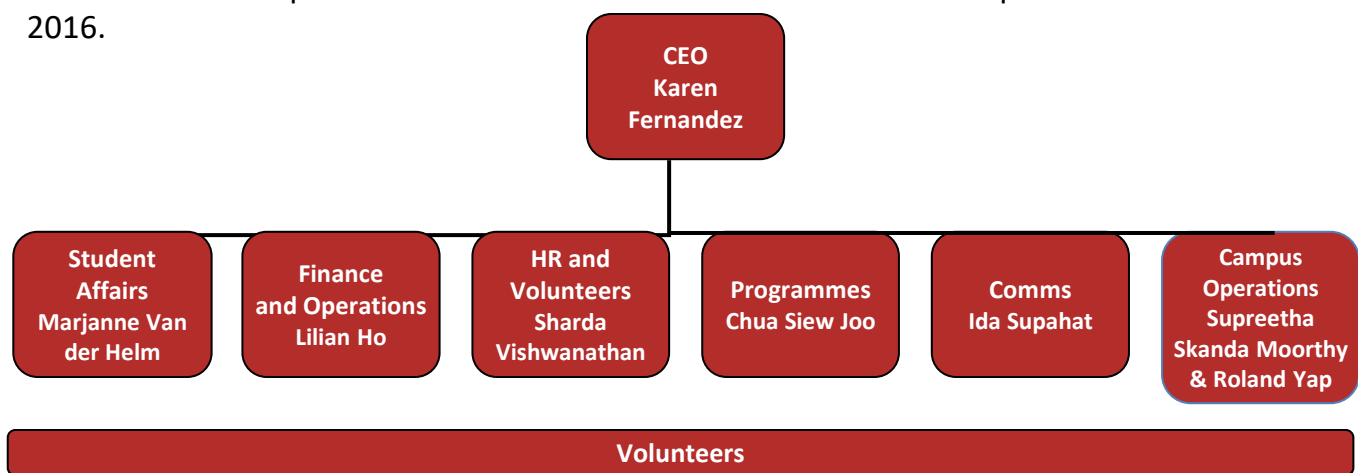 2016.
CEO
Karen
Fernandez
Student
Affairs
Marjanne Van
der Helm
Finance
and Operations
Lilian Ho
HR and
Volunteers
Sharda
Vishwanathan
Programmes
Chua Siew Joo
Comms
Ida Supahat
Campus
Operations
Supreetha
Skanda Moorthy
& Roland Yap
Volunteers